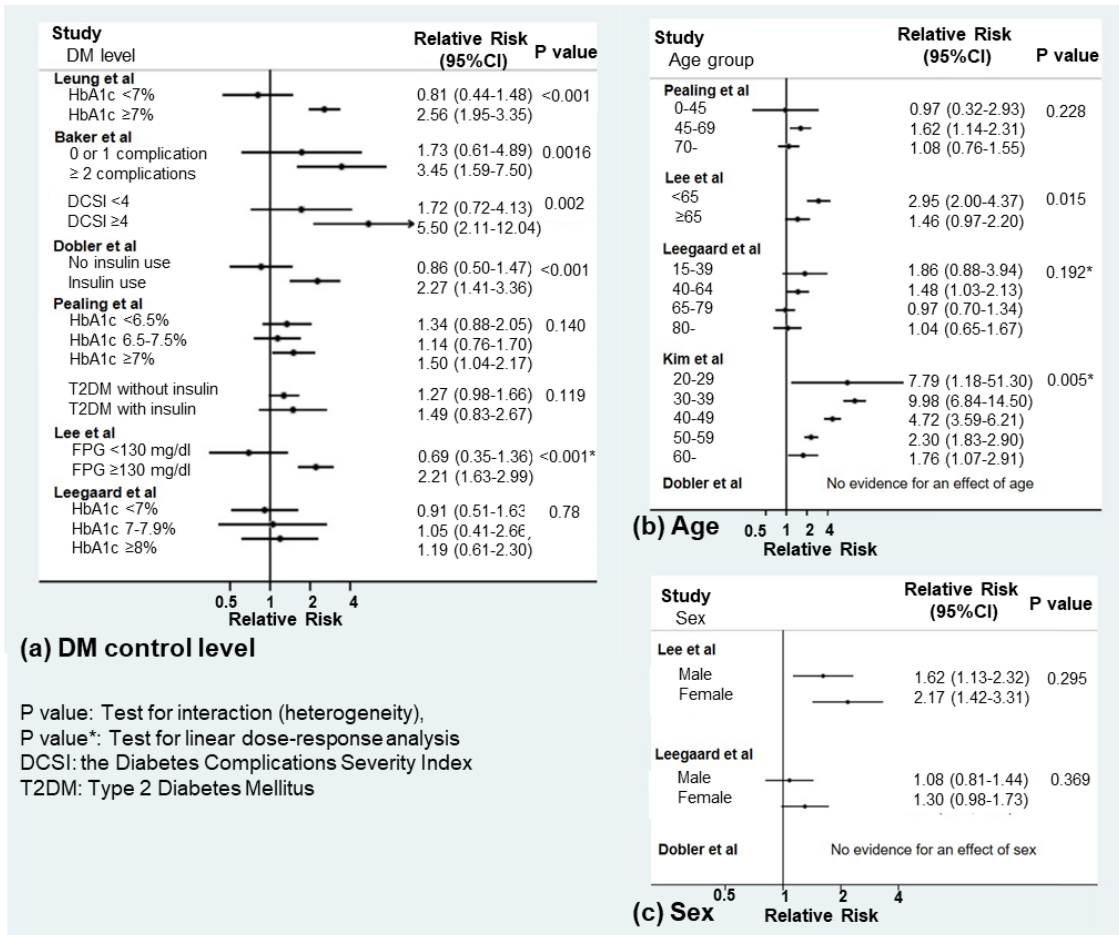 Study
DM level
Relative Risk
(95%CI)
P value
Leung et al
HbA1c <7% 0.81 (0.44-1.48) <0.001
HbA1c ≥7% 2.56 (1.95-3.35)
Baker et al
0 or 1 complication 1.73 (0.61-4.89) 0.0016
≥ 2 complications 3.45 (1.59-7.50)
DCSI <4 1.72 (0.72-4.13) 0.002
DCSI ≥4 5.50 (2.11-12.04)
Dobler et al
No insulin use 0.86 (0.50-1.47) <0.001
Insulin use 2.27 (1.41-3.36)
Pealing et al
HbA1c <6.5% 1.34 (0.88-2.05) 0.140
HbA1c 6.5-7.5% 1.14 (0.76-1.70)
HbA1c ≥7% 1.50 (1.04-2.17)
T2DM without insulin 1.27 (0.98-1.66) 0.119
T2DM with insulin 1.49 (0.83-2.67)
Lee et al
FPG <130 mg/dl 0.69 (0.35-1.36) <0.001*
FPG ≥130 mg/dl 2.21 (1.63-2.99)
Leegaard et al
HbA1c <7% 0.91 (0.51-1.63 0.78
HbA1c 7-7.9% 1.05 (0.41-2.66,
HbA1c ≥8% 1.19 (0.61-2.30)
0.5 1 2 4
Relative Risk
(a) DM control level
P value: Test for interaction (heterogeneity),
P value*: Test for linear dose-response analysis
DCSI: the Diabetes Complications Severity Index
T2DM: Type 2 Diabetes Mellitus
Study
Age group
Relative Risk
(95%CI)
P value
Pealing et al
0-45 0.97 (0.32-2.93) 0.228
45-69 1.62 (1.14-2.31)
70- 1.08 (0.76-1.55)
Lee et al
<65 2.95 (2.00-4.37) 0.015
≥65 1.46 (0.97-2.20)
Leegaard et al
15-39 1.86 (0.88-3.94) 0.192*
40-64 1.48 (1.03-2.13)
65-79 0.97 (0.70-1.34)
80- 1.04 (0.65-1.67)
Kim et al
20-29 7.79 (1.18-51.30) 0.005*
30-39 9.98 (6.84-14.50)
40-49 4.72 (3.59-6.21)
50-59 2.30 (1.83-2.90)
60- 1.76 (1.07-2.91)
Dobler et al No evidence for an effect of age
0.5 1 2 4
(b) Age
Relative Risk
Study
Sex
Relative Risk
(95%CI)
P value
Lee et al
Male 1.62 (1.13-2.32) 0.295
Female 2.17 (1.42-3.31)
Leegaard et al
Male 1.08 (0.81-1.44) 0.369
Female 1.30 (0.98-1.73)
Dobler et al No evidence for an effect of sex
0.5 1 2 4
(c) Sex
Relative Risk